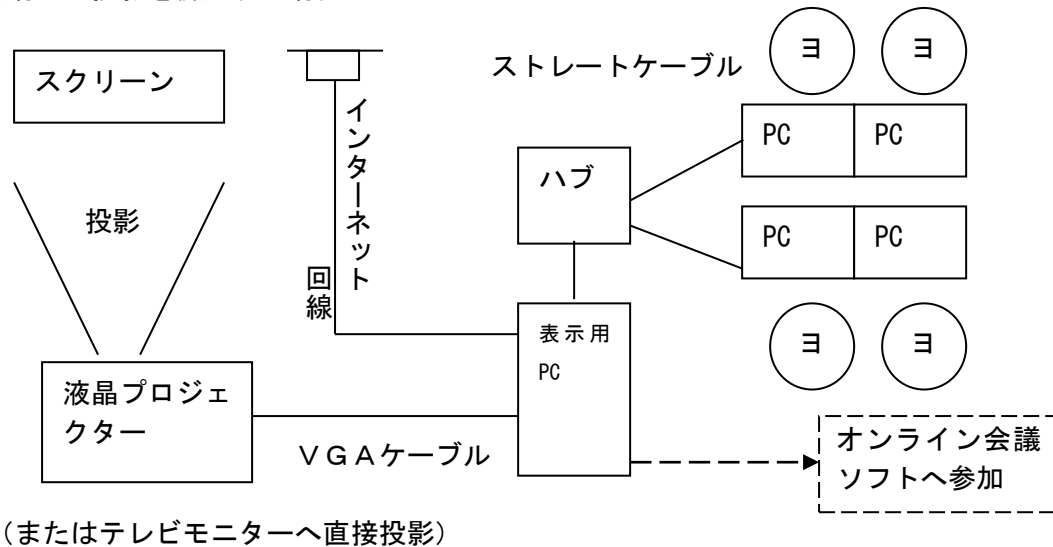 スクリーン
ストレートケーブル
ヨ
ヨ
PC
PC
インターネット
回線
ハブ
投影
PC
PC
表示用
PC
ヨ
ヨ
液晶プロジェ
クター
VGAケーブル
オンライン会議
ソフトへ参加
(またはテレビモニターへ直接投影)